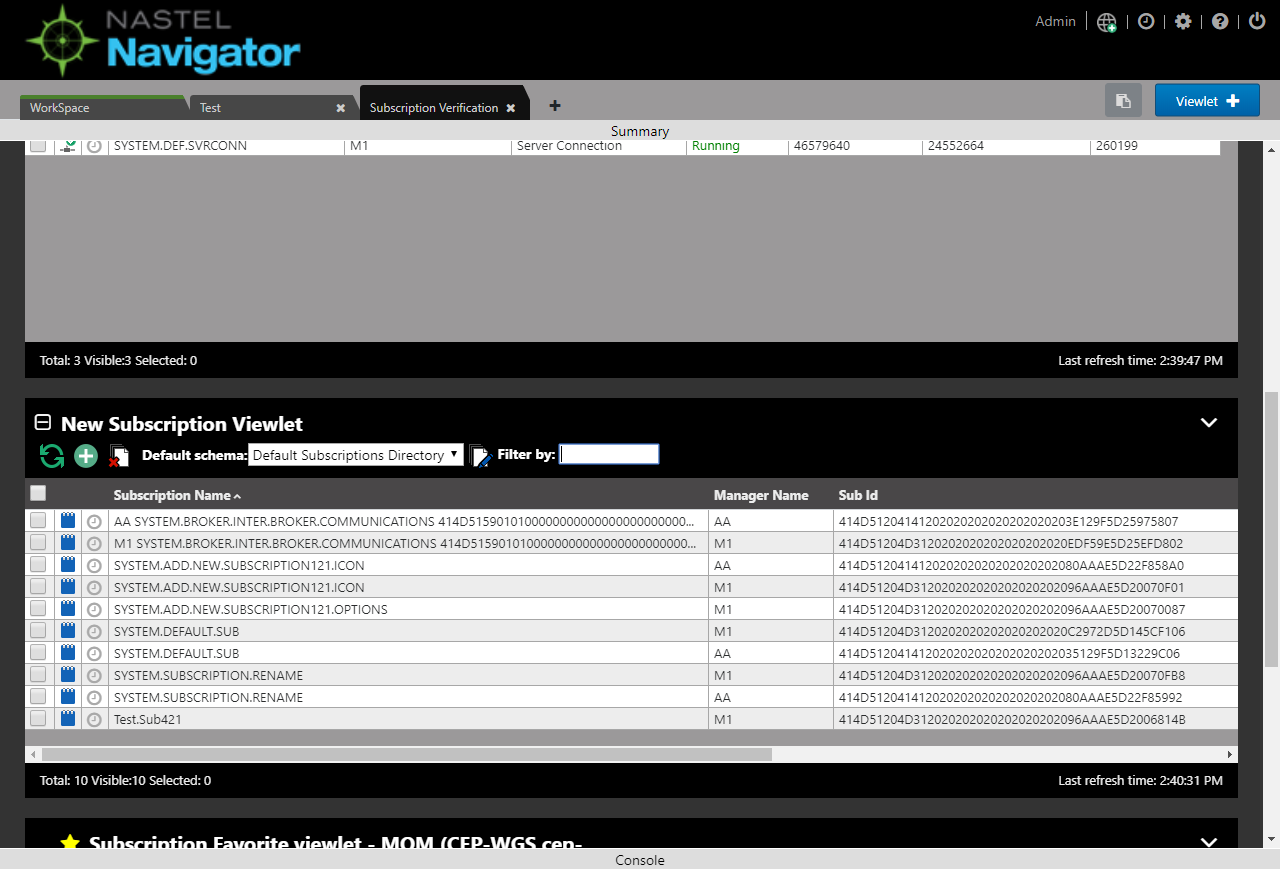 NASTEL
Navigator
Admin
WorkSpace
Test
Subscription Verification
Viewlet
Summary
SYSTEM.DEF.SVRCONN M1 Server Connection Running 46579640 24552664 260199
Total: 3 Visible:3 Selected: 0 Last refresh time: 2:39:47 PM
New Subscription Viewlet
Default schema: Default Subscriptions Directory Filter by:
Subscription Name Manager Name Sub Id
AA SYSTEM.BROKER.INTER.BROKER.COMMUNICATIONS 414D5159010100000000000000000000000000... AA 414D51204141202020202020202020203E129F5D25975807
M1 SYSTEM.BROKER.INTER.BROKER.COMMUNICATIONS 414D5159010100000000000000000000000000... M1 414D51204D3120202020202020202020EDF59E5D25EFD802
SYSTEM.ADD.NEW.SUBSCRIPTION121.ICON AA 414D512041412020202020202020202080AAAE5D22F858A0
SYSTEM.ADD.NEW.SUBSCRIPTION121.ICON M1 414D51204D312020202020202020202096AAAE5D20070F01
SYSTEM.ADD.NEW.SUBSCRIPTION121.OPTIONS M1 414D51204D312020202020202020202096AAAE5D20070087
SYSTEM.DEFAULT.SUB M1 414D51204D3120202020202020202020C2972D5D145CF106
SYSTEM.DEFAULT.SUB AA 414D512041412020202020202020202035129F5D13229C06
SYSTEM.SUBSCRIPTION.RENAME M1 414D51204D312020202020202020202096AAAE5D20070FB8
SYSTEM.SUBSCRIPTION.RENAME AA 414D512041412020202020202020202080AAAE5D22F85992
Test.Sub421 M1 414D51204D312020202020202020202096AAAE5D2006814B
Total: 10 Visible:10 Selected: 0 Last refresh time: 2:40:31 PM
Subscription Favorite viewlet - MQM (CEP-WGS cep-
Console